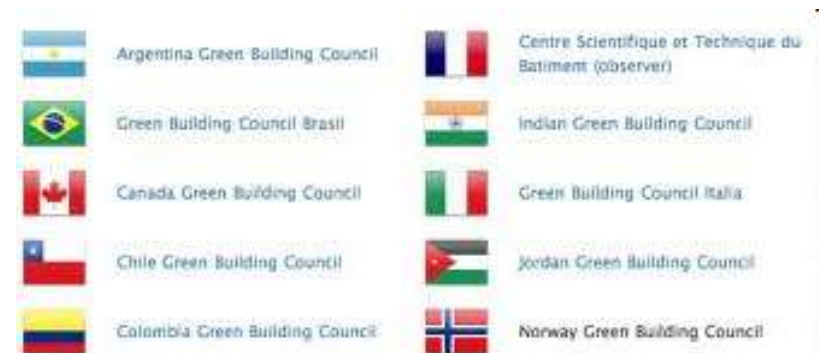 Argentina Green Building Council
Green Building Council Brasil
Canada Green Building Council
Chile Green Building Council
Colombia Green Building Council
Centre Scientifique et Technique du
Batiment (observer)
Indian Green Building Council
Green Building Council Italia
Jordan Green Building Council
Norway Green Building Council